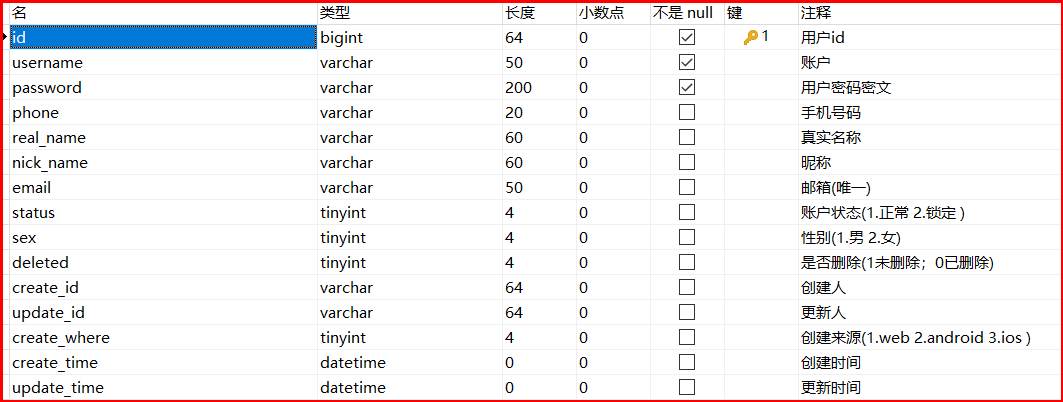 名 类型 长度 小数点 不是 null 键 注释
id bigint 64 0 1 用户id
username varchar 50 0 账户
password varchar 200 0 用户密码密文
phone varchar 20 0 手机号码
real_name varchar 60 0 真实名称
nick_name varchar 60 0 昵称
email varchar 50 0 邮箱(唯一)
status tinyint 4 0 账户状态(1.正常 2.锁定 )
sex tinyint 4 0 性别(1.男 2.女)
deleted tinyint 4 0 是否删除(1未删除；0已删除)
create_id varchar 64 0 创建人
update_id varchar 64 0 更新人
create_where tinyint 4 0 创建来源(1.web 2.android 3.ios )
create_time datetime 0 0 创建时间
update_time datetime 0 0 更新时间